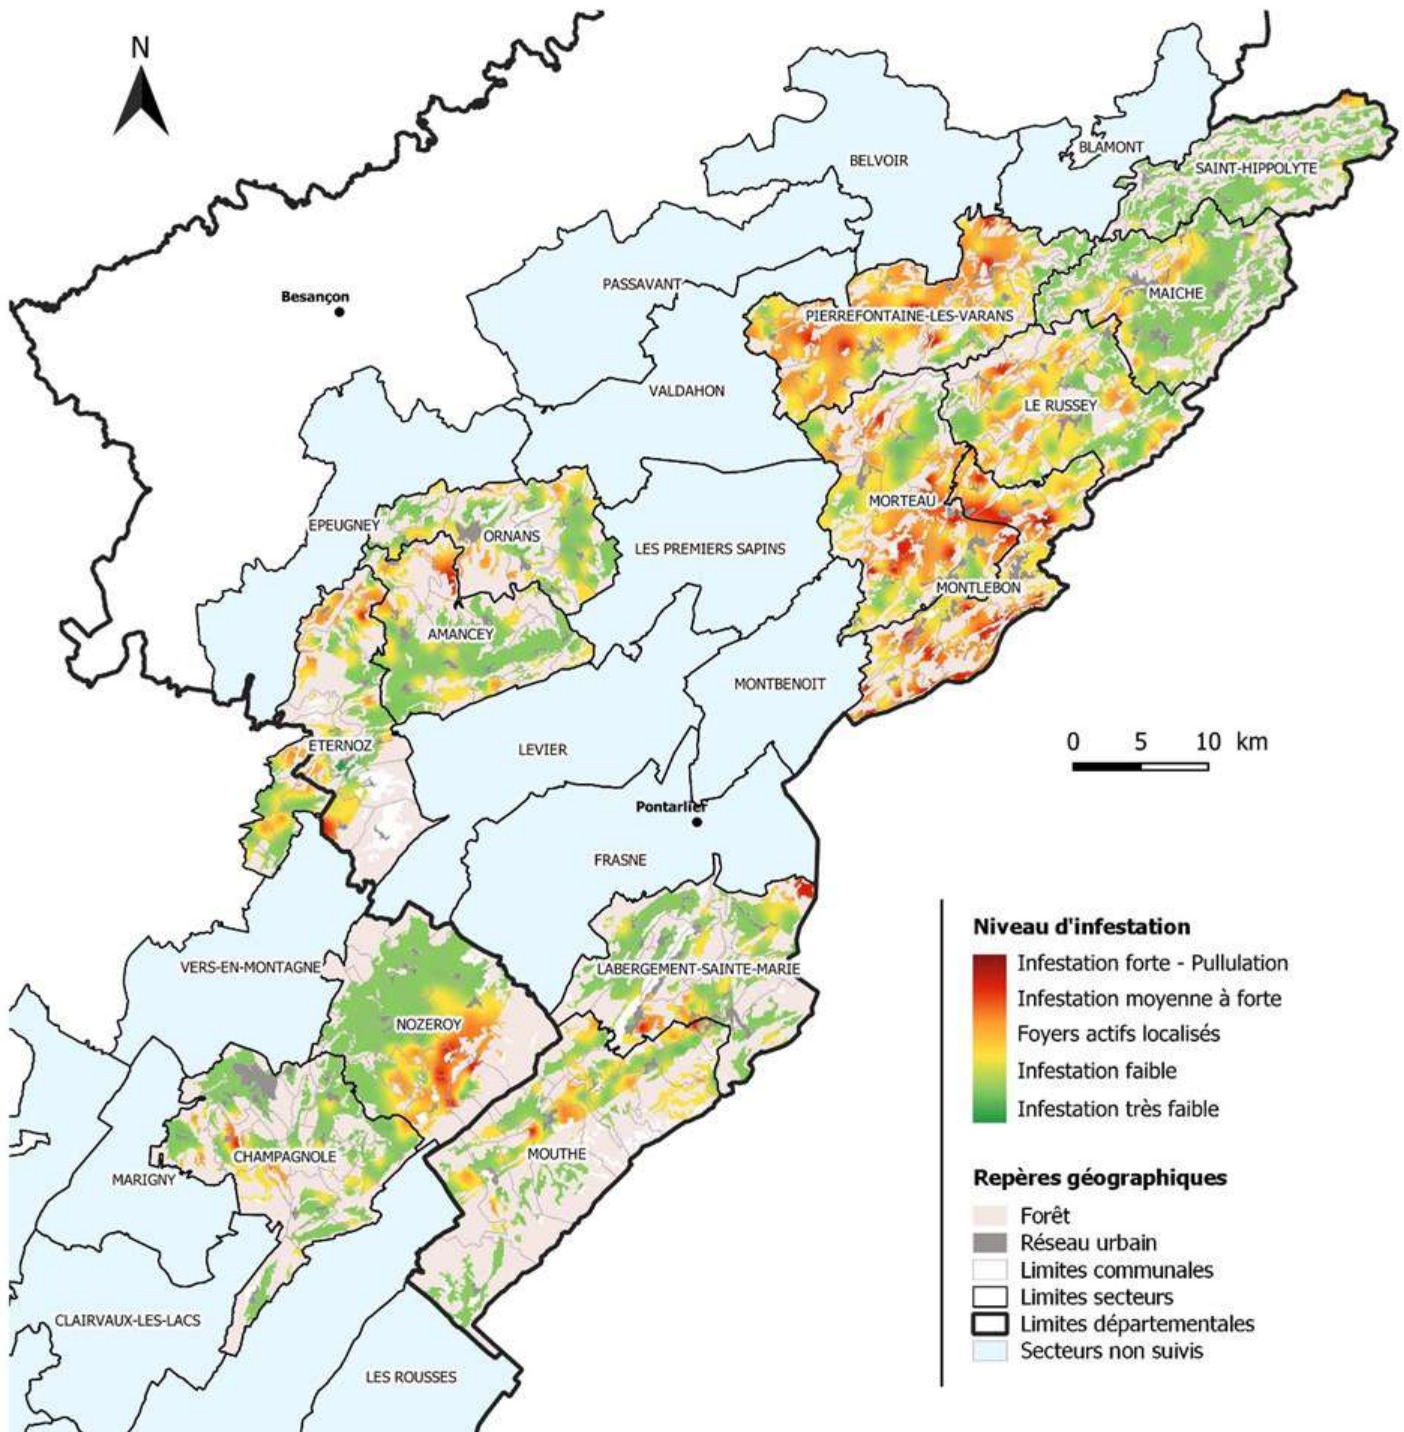 N
BLAMONT
BELVOIR
SAINT-HIPPOLYTE
PASSAVANT
Besançon
MAICHE
PIERREFONTAINE-LES-VARANS
VALDAHON
LE RUSSEY
MORTEAU
EPEUGNEY
ORNANS
LES PREMIERS SAPINS
MONTLEBON
AMANCEY
MONTBENOIT
ETERNOZ
LEVIER
0 5 10 km
Pontarlier
FRASNE
VERS-EN-MONTAGNE
LABERGEMENT-SAINTE-MARIE
NOZEROY
MOUTHE
CHAMPAGNOLE
MARIGNY
CLAIRVAUX-LES-LACS
LES ROUSSES
Niveau d'infestation
Infestation forte - Pullulation
Infestation moyenne à forte
Foyers actifs localisés
Infestation faible
Infestation très faible
Repères géographiques
Forêt
Réseau urbain
Limites communales
Limites secteurs
Limites départementales
Secteurs non suivis